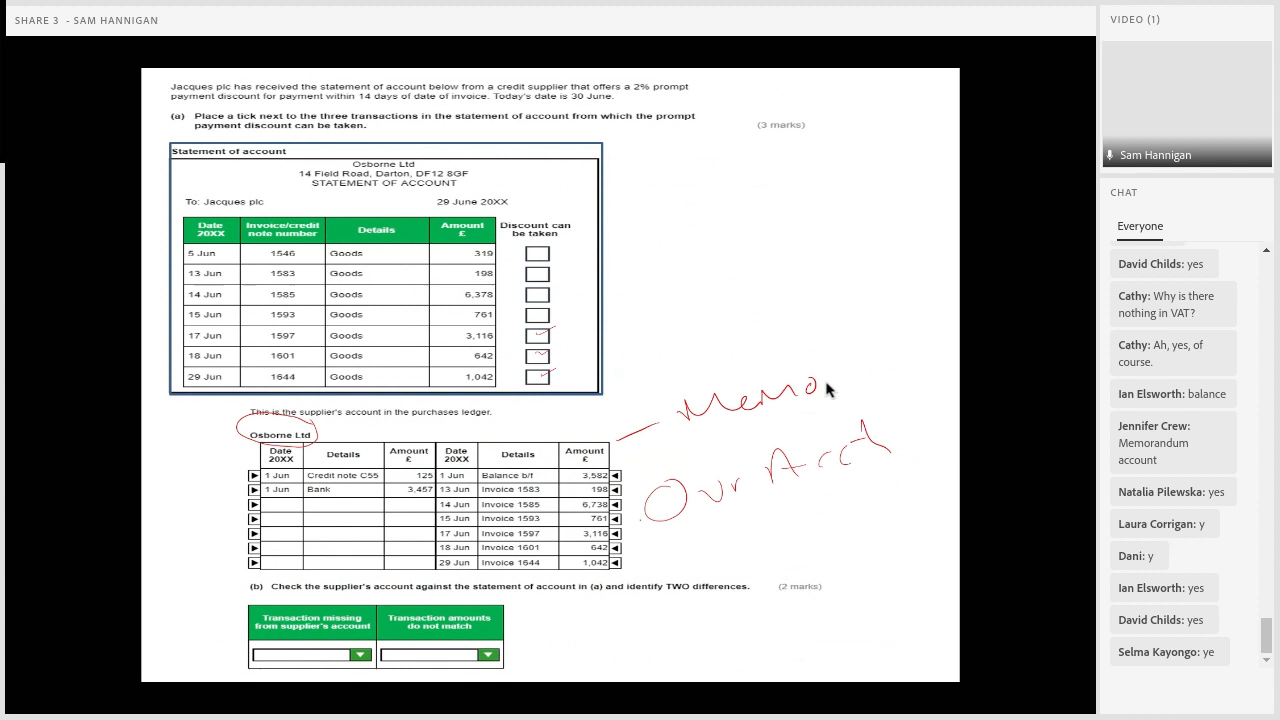 SHARE 3 - SAM HANNIGAN
VIDEO (1)
Sam Hannigan
CHAT
Everyone
David Childs: yes
Cathy: Why is there
nothing in VAT?
Cathy: Ah, yes, of
course.
Ian Elsworth: balance
Jennifer Crew:
Memorandum
account
Natalia Pilewska: yes
Laura Corrigan: y
Dani: y
Ian Elsworth: yes
David Childs: yes
Selma Kayongo: ye
Jacques plc has received the statement of account below from a credit supplier that offers a 2% prompt
payment discount for payment within 14 days of date of invoice. Today's date is 30 June.
(a) Place a tick next to the three transactions in the statement of account from which the prompt
payment discount can be taken.
(3 marks)
Statement of account
Osborne Ltd
14 Field Road, Darton, DF12 8GF
STATEMENT OF ACCOUNT
To: Jacques plc 29 June 20XX
Date 20XX Invoice/credit note number Details Amount £ Discount can be taken
5 Jun 1546 Goods 319
13 Jun 1583 Goods 198
14 Jun 1585 Goods 6,378
15 Jun 1593 Goods 761
17 Jun 1597 Goods 3,116
18 Jun 1601 Goods 642
29 Jun 1644 Goods 1,042
This is the supplier's account in the purchases ledger.
Osborne Ltd
Date 20XX Details Amount £ Date 20XX Details Amount £
1 Jun Credit note C55 125 1 Jun Balance b/f 3,582
1 Jun Bank 3,457 13 Jun Invoice 1583 198
14 Jun Invoice 1585 6,738
15 Jun Invoice 1593 761
17 Jun Invoice 1597 3,116
18 Jun Invoice 1601 642
29 Jun Invoice 1644 1,042
Memo
Our Acct
(b) Check the supplier's account against the statement of account in (a) and identify TWO differences. (2 marks)
Transaction missing from supplier's account
Transaction amounts do not match